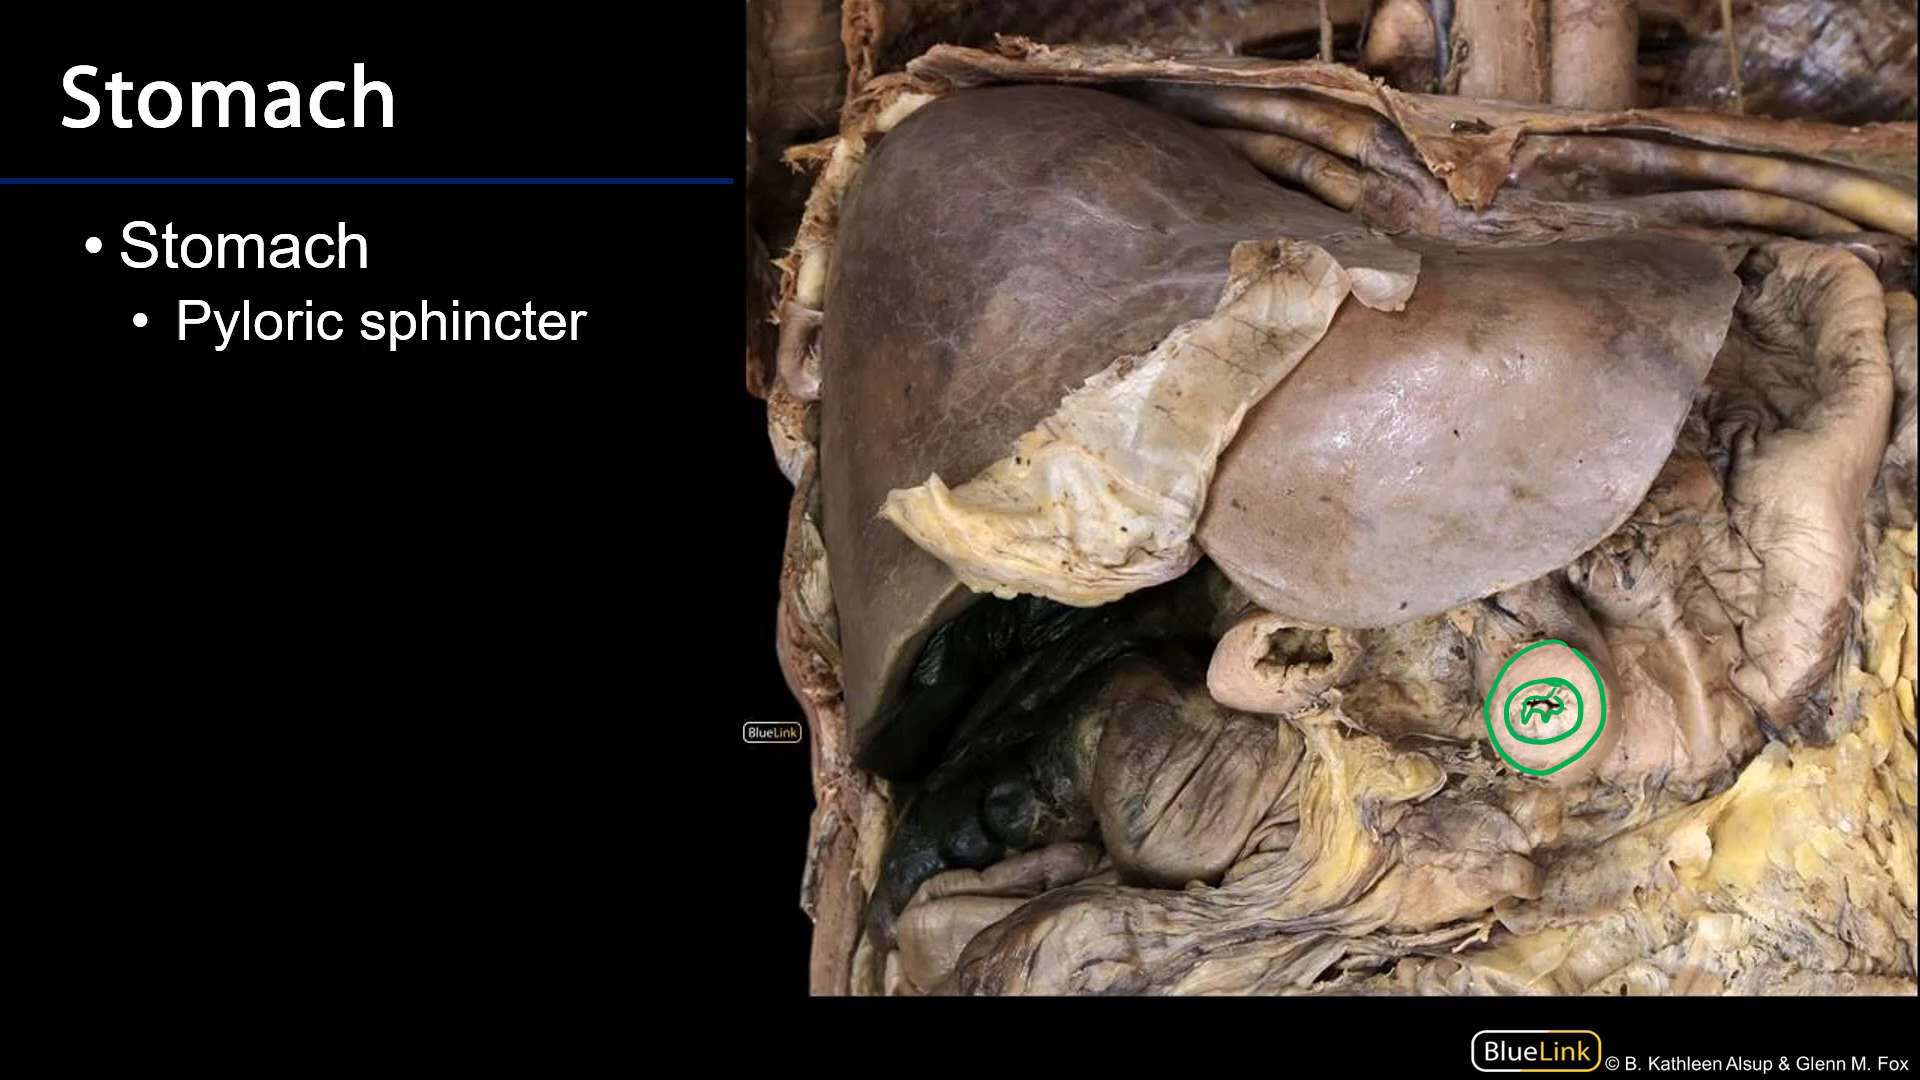 Stomach
• Stomach
• Pyloric sphincter
BlueLink
BlueLink © B. Kathleen Alsup & Glenn M. Fox